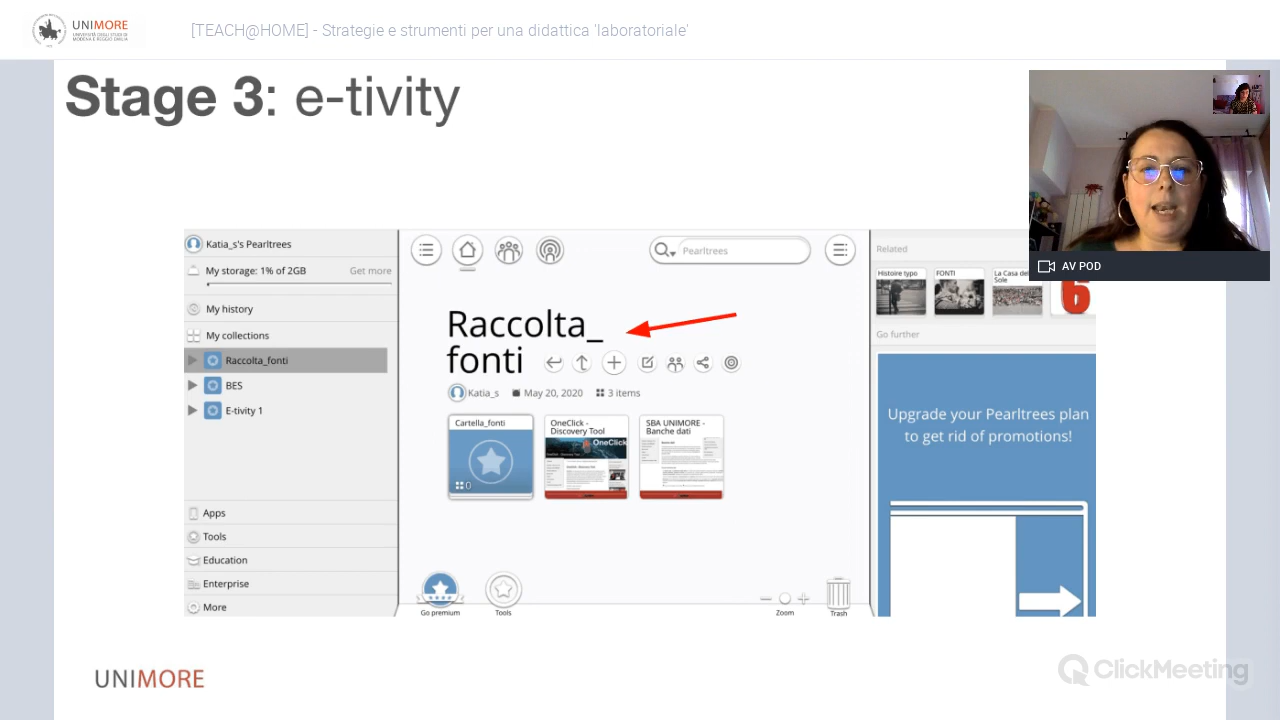 UNIMORE
UNIVERSITÀ DEGLI STUDI DI
MODENA E REGGIO EMILIA
[TEACH@HOME] - Strategie e strumenti per una didattica 'laboratoriale'
Stage 3: e-tivity
AV POD
Katia_s's Pearltrees
My storage: 1% of 2GB
Get more
My history
My collections
Raccolta_fonti
BES
E-tivity 1
Apps
Tools
Education
Enterprise
More
Pearltrees
Raccolta_
fonti
Katia_s
May 20, 2020
3 items
Cartella_fonti
0
OneClick -
Discovery Tool
OneClick
SBA UNIMORE -
Banche dati
Go premium
Tools
Zoom
Trash
Related
Histoire typo
FONTI
La Casa del
Sole
6
Go further
Upgrade your Pearltrees plan
to get rid of promotions!
UNIMORE
ClickMeeting